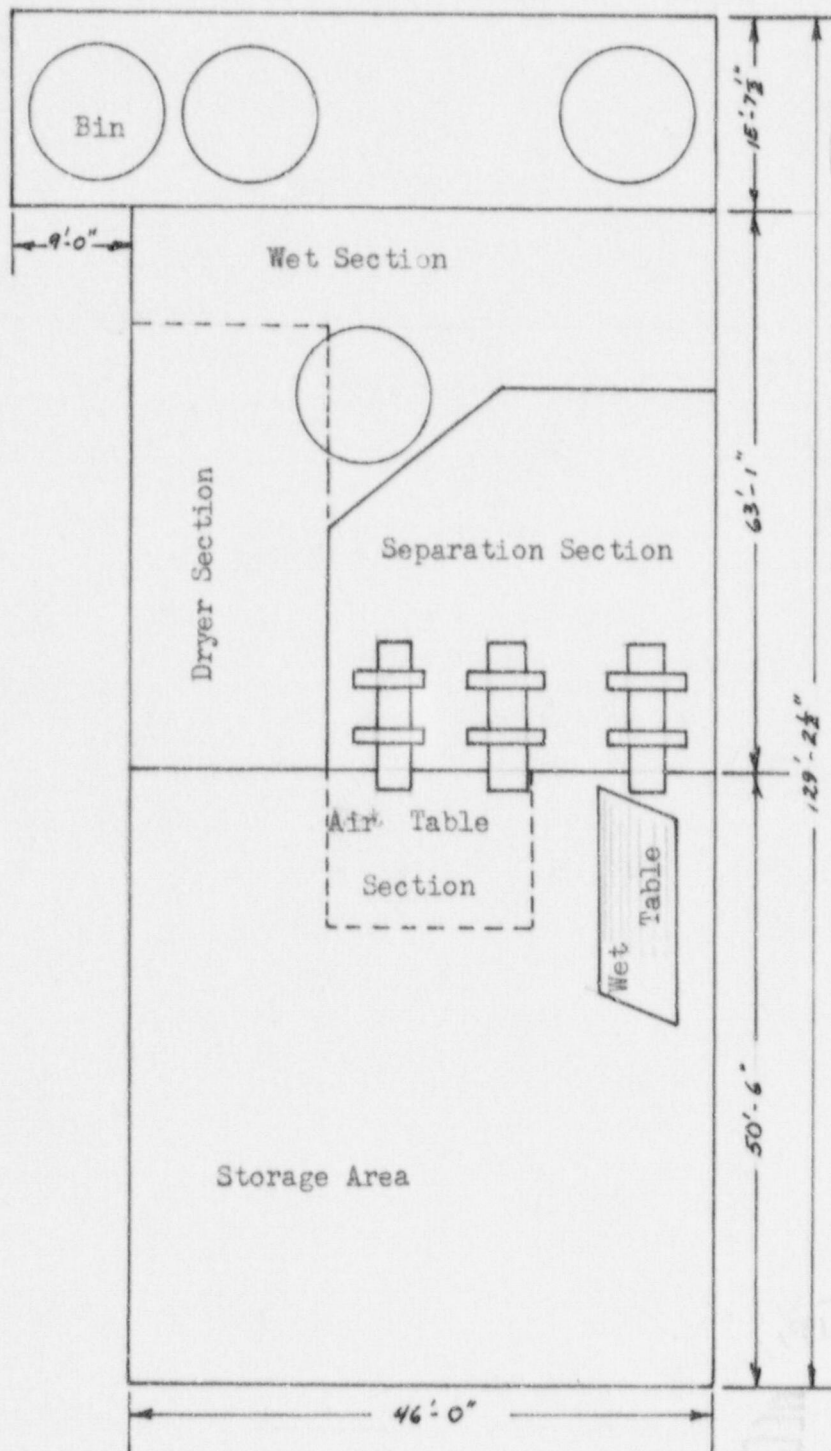 Bin
15'-7½"
9'-0"
Wet Section
Dryer Section
63'-1"
Separation Section
129'-2½"
Air Table
Section
Wet Table
50'-6"
Storage Area
46'-0"